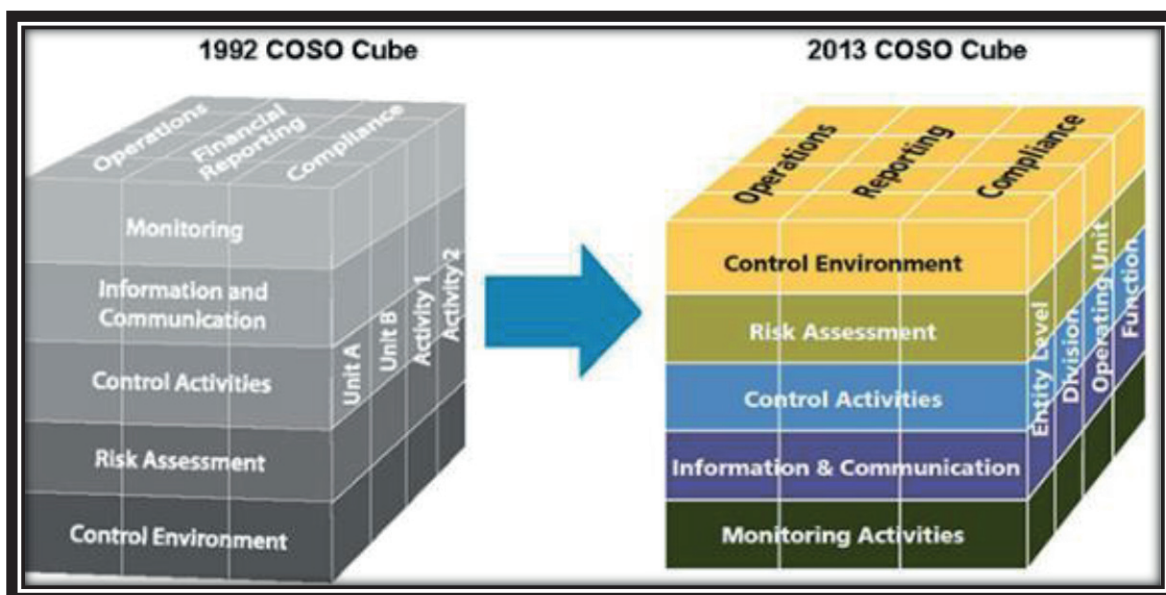 1992 COSO Cube
Operations
Financial
Reporting
Compliance
Monitoring
Information and
Communication
Control Activities
Risk Assessment
Control Environment
Unit A
Unit B
Activity 1
Activity 2
2013 COSO Cube
Operations
Reporting
Compliance
Control Environment
Risk Assessment
Control Activities
Information & Communication
Monitoring Activities
Entity Level
Division
Operating Unit
Function